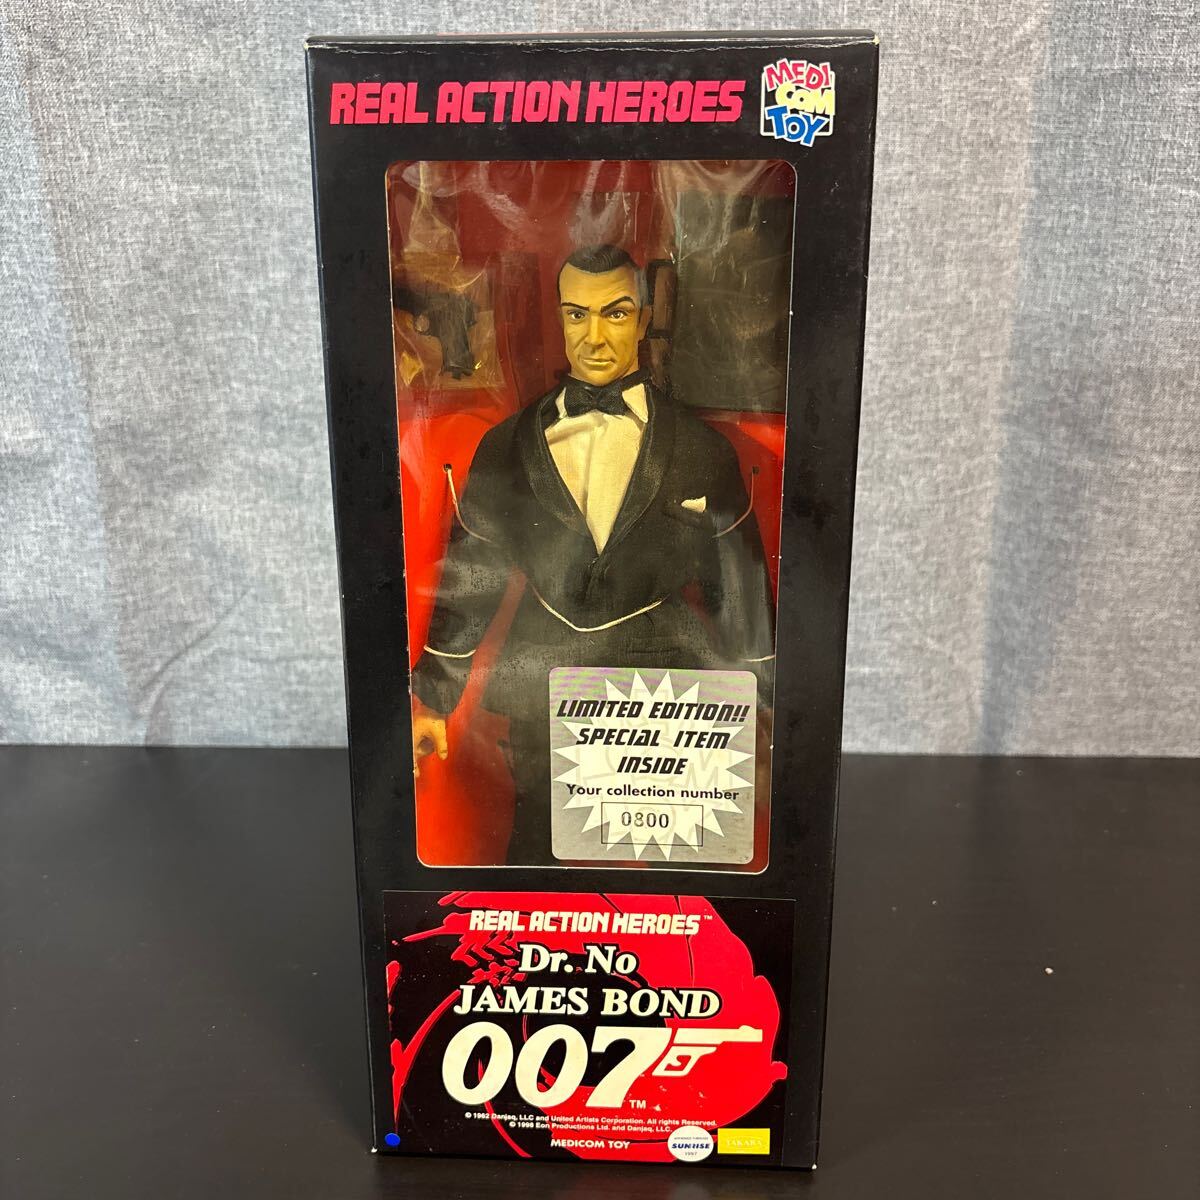 REAL ACTION HEROES
MEDI
COM
TOY
LIMITED EDITION!!
SPECIAL ITEM
INSIDE
Your collection number
0800
REAL ACTION HEROES™
Dr. No
JAMES BOND
007™
© 1962 Danjaq, LLC and United Artists Corporation. All rights Reserved.
© 1998 Eon Productions Ltd. and Danjaq, LLC.
MEDICOM TOY
SUNRISE
1997
TAKARA